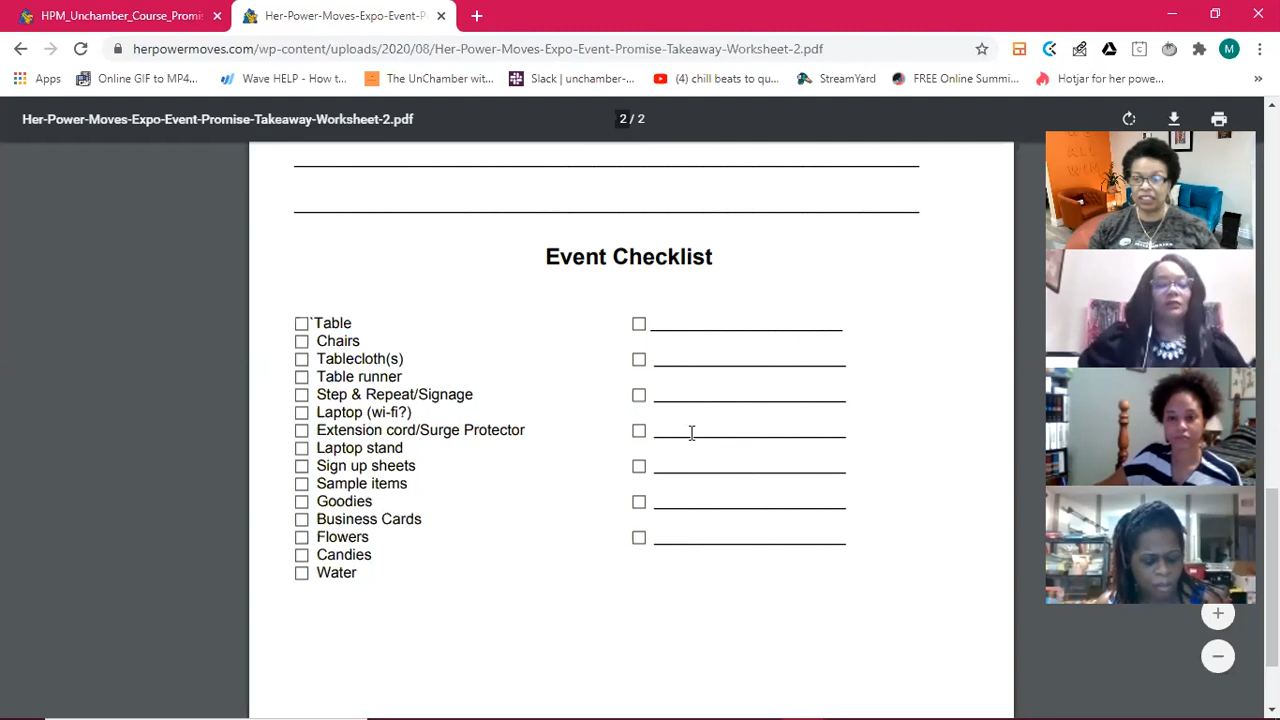 HPM_Unchamber_Course_Promi
Her-Power-Moves-Expo-Event-P
herpowermoves.com/wp-content/uploads/2020/08/Her-Power-Moves-Expo-Event-Promise-Takeaway-Worksheet-2.pdf
M
Apps
Online GIF to MP4...
Wave HELP - How t...
The UnChamber wit...
Slack | unchamber-...
(4) chill beats to qu...
StreamYard
FREE Online Summi...
Hotjar for her powe...
»
Her-Power-Moves-Expo-Event-Promise-Takeaway-Worksheet-2.pdf
2 / 2
Event Checklist
`Table
Chairs
Tablecloth(s)
Table runner
Step & Repeat/Signage
Laptop (wi-fi?)
Extension cord/Surge Protector
Laptop stand
Sign up sheets
Sample items
Goodies
Business Cards
Flowers
Candies
Water